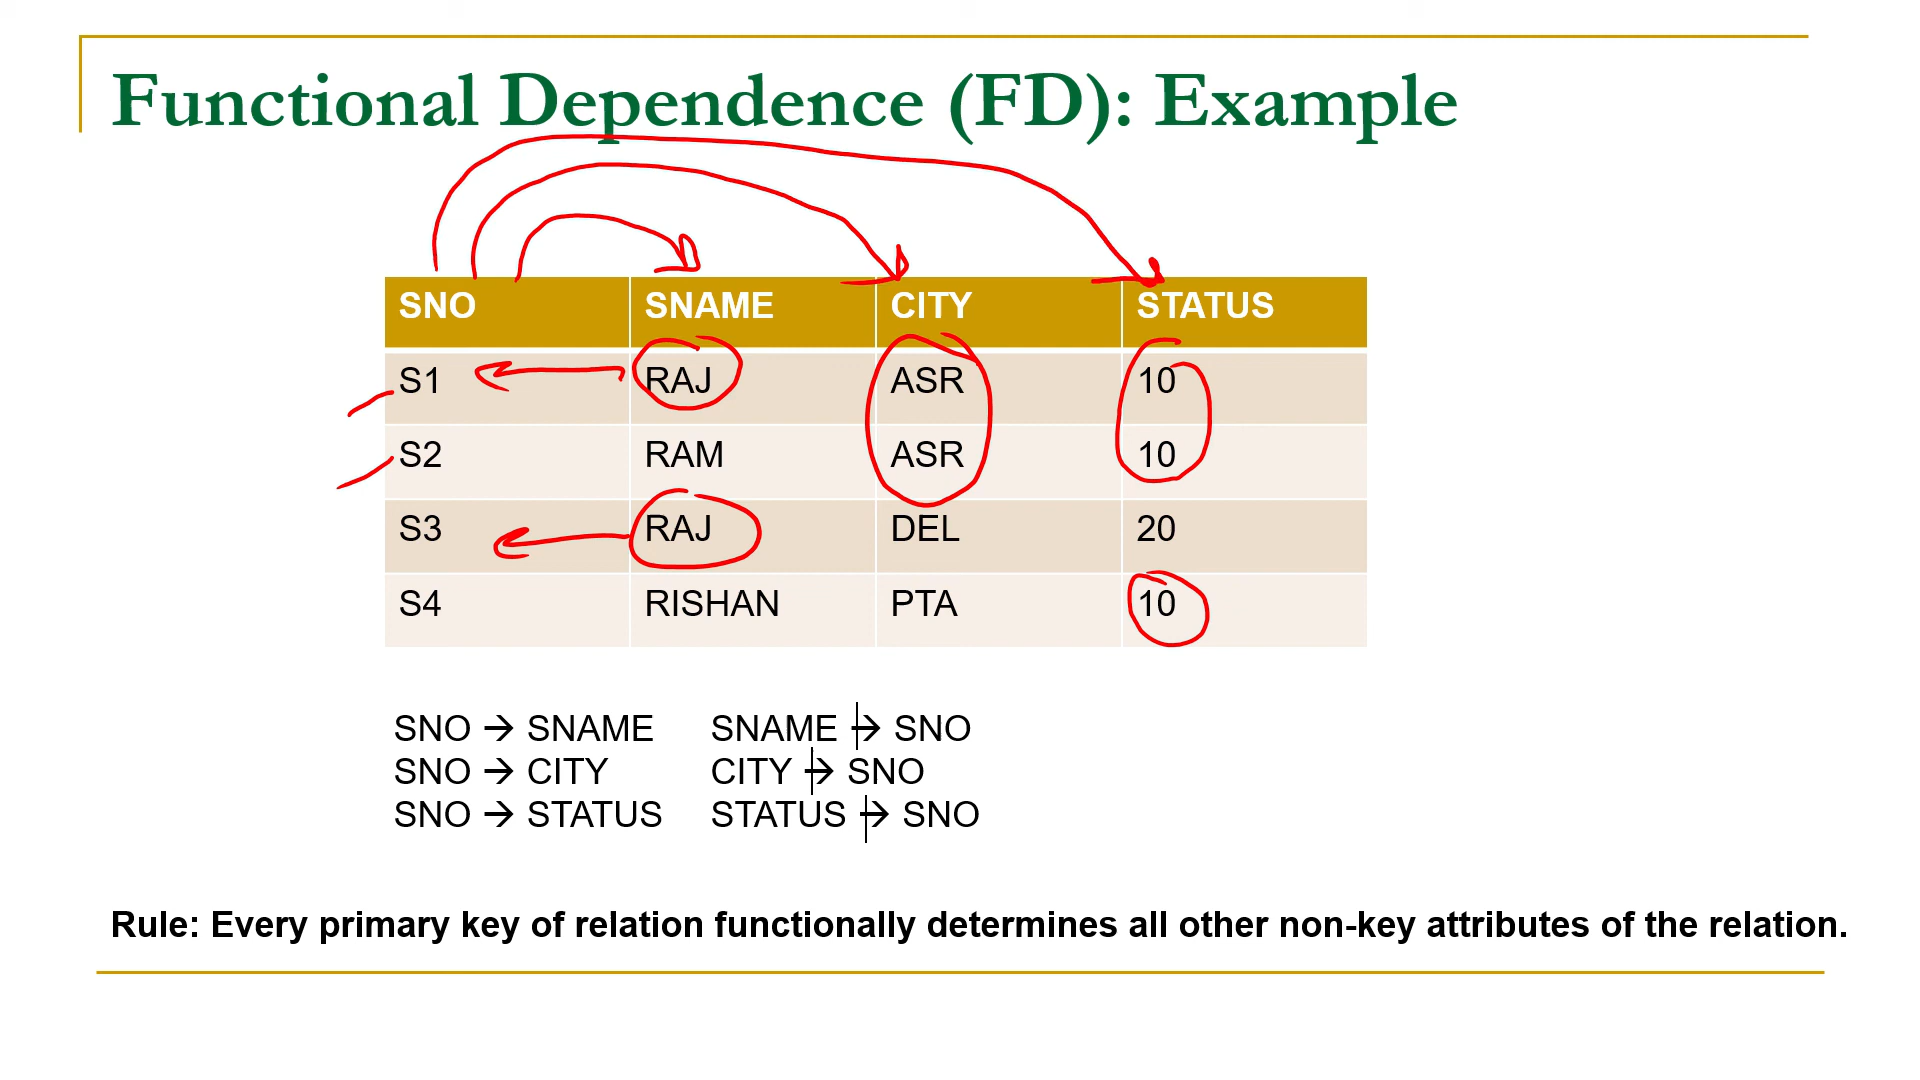 Functional Dependence (FD): Example
SNO SNAME CITY STATUS
S1 RAJ ASR 10
S2 RAM ASR 10
S3 RAJ DEL 20
S4 RISHAN PTA 10
SNO → SNAME SNAME ↛ SNO
SNO → CITY CITY ↛ SNO
SNO → STATUS STATUS ↛ SNO
Rule: Every primary key of relation functionally determines all other non-key attributes of the relation.